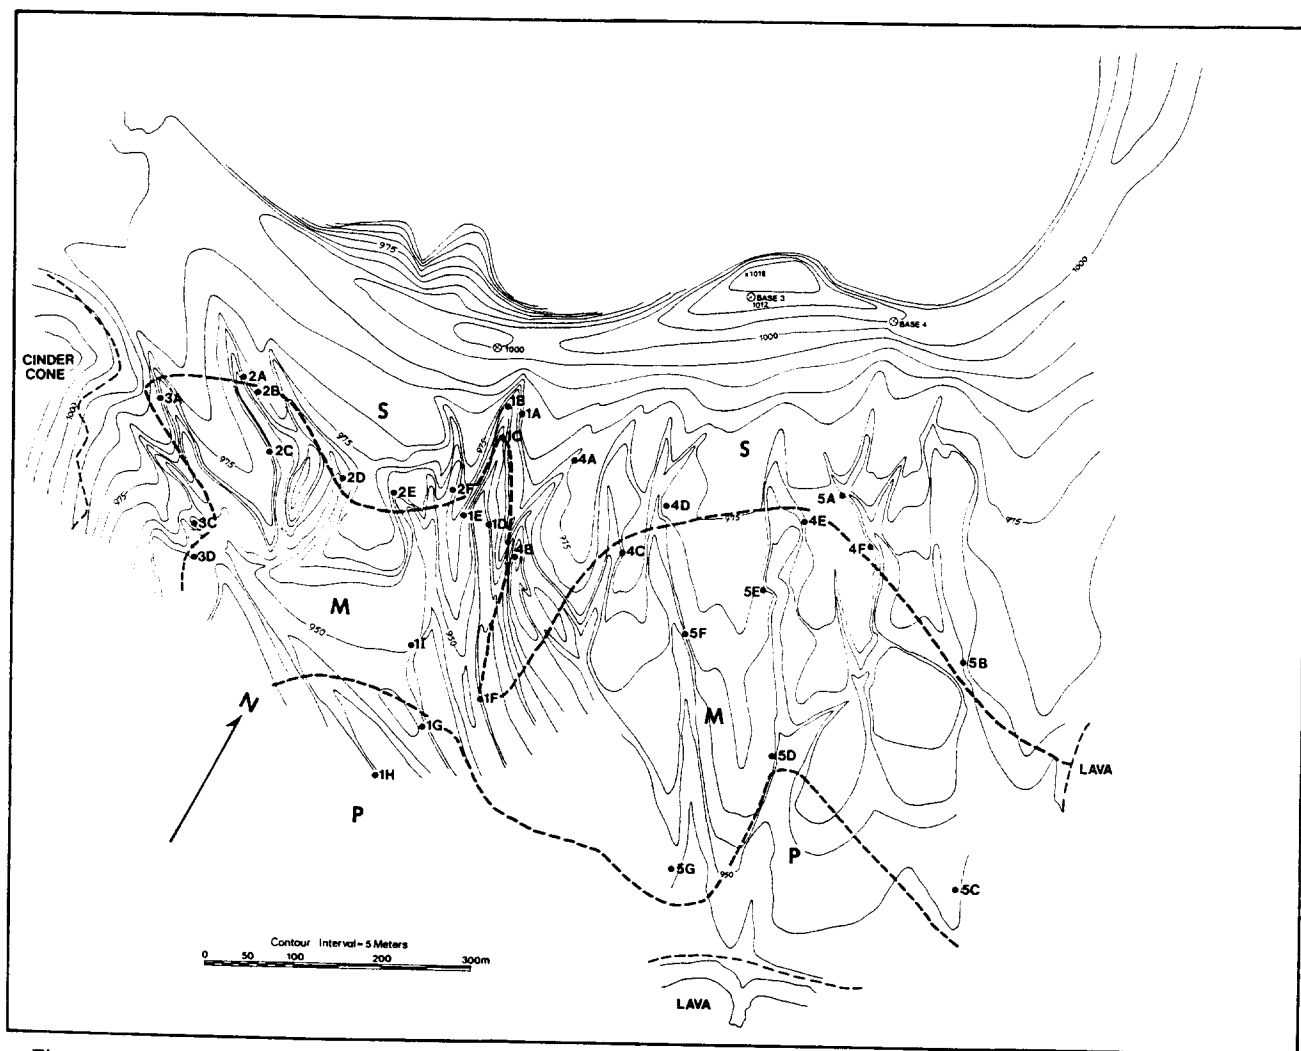 975
1018
BASE 3
1012
BASE 4
1000
1000
1000
CINDER
CONE
1000
3A
2A
2B
S
975
975
1B
1A
1C
S
2C
975
2D
2E
2F
4A
1E
1D
975
4B
4C
4D
975
5A
4E
4F
975
975
3C
3D
M
950
1I
950
1F
5E
5F
M
5B
N
1G
1H
P
5D
LAVA
P
5G
950
5C
Contour Interval = 5 Meters
0 50 100 200 300m
LAVA